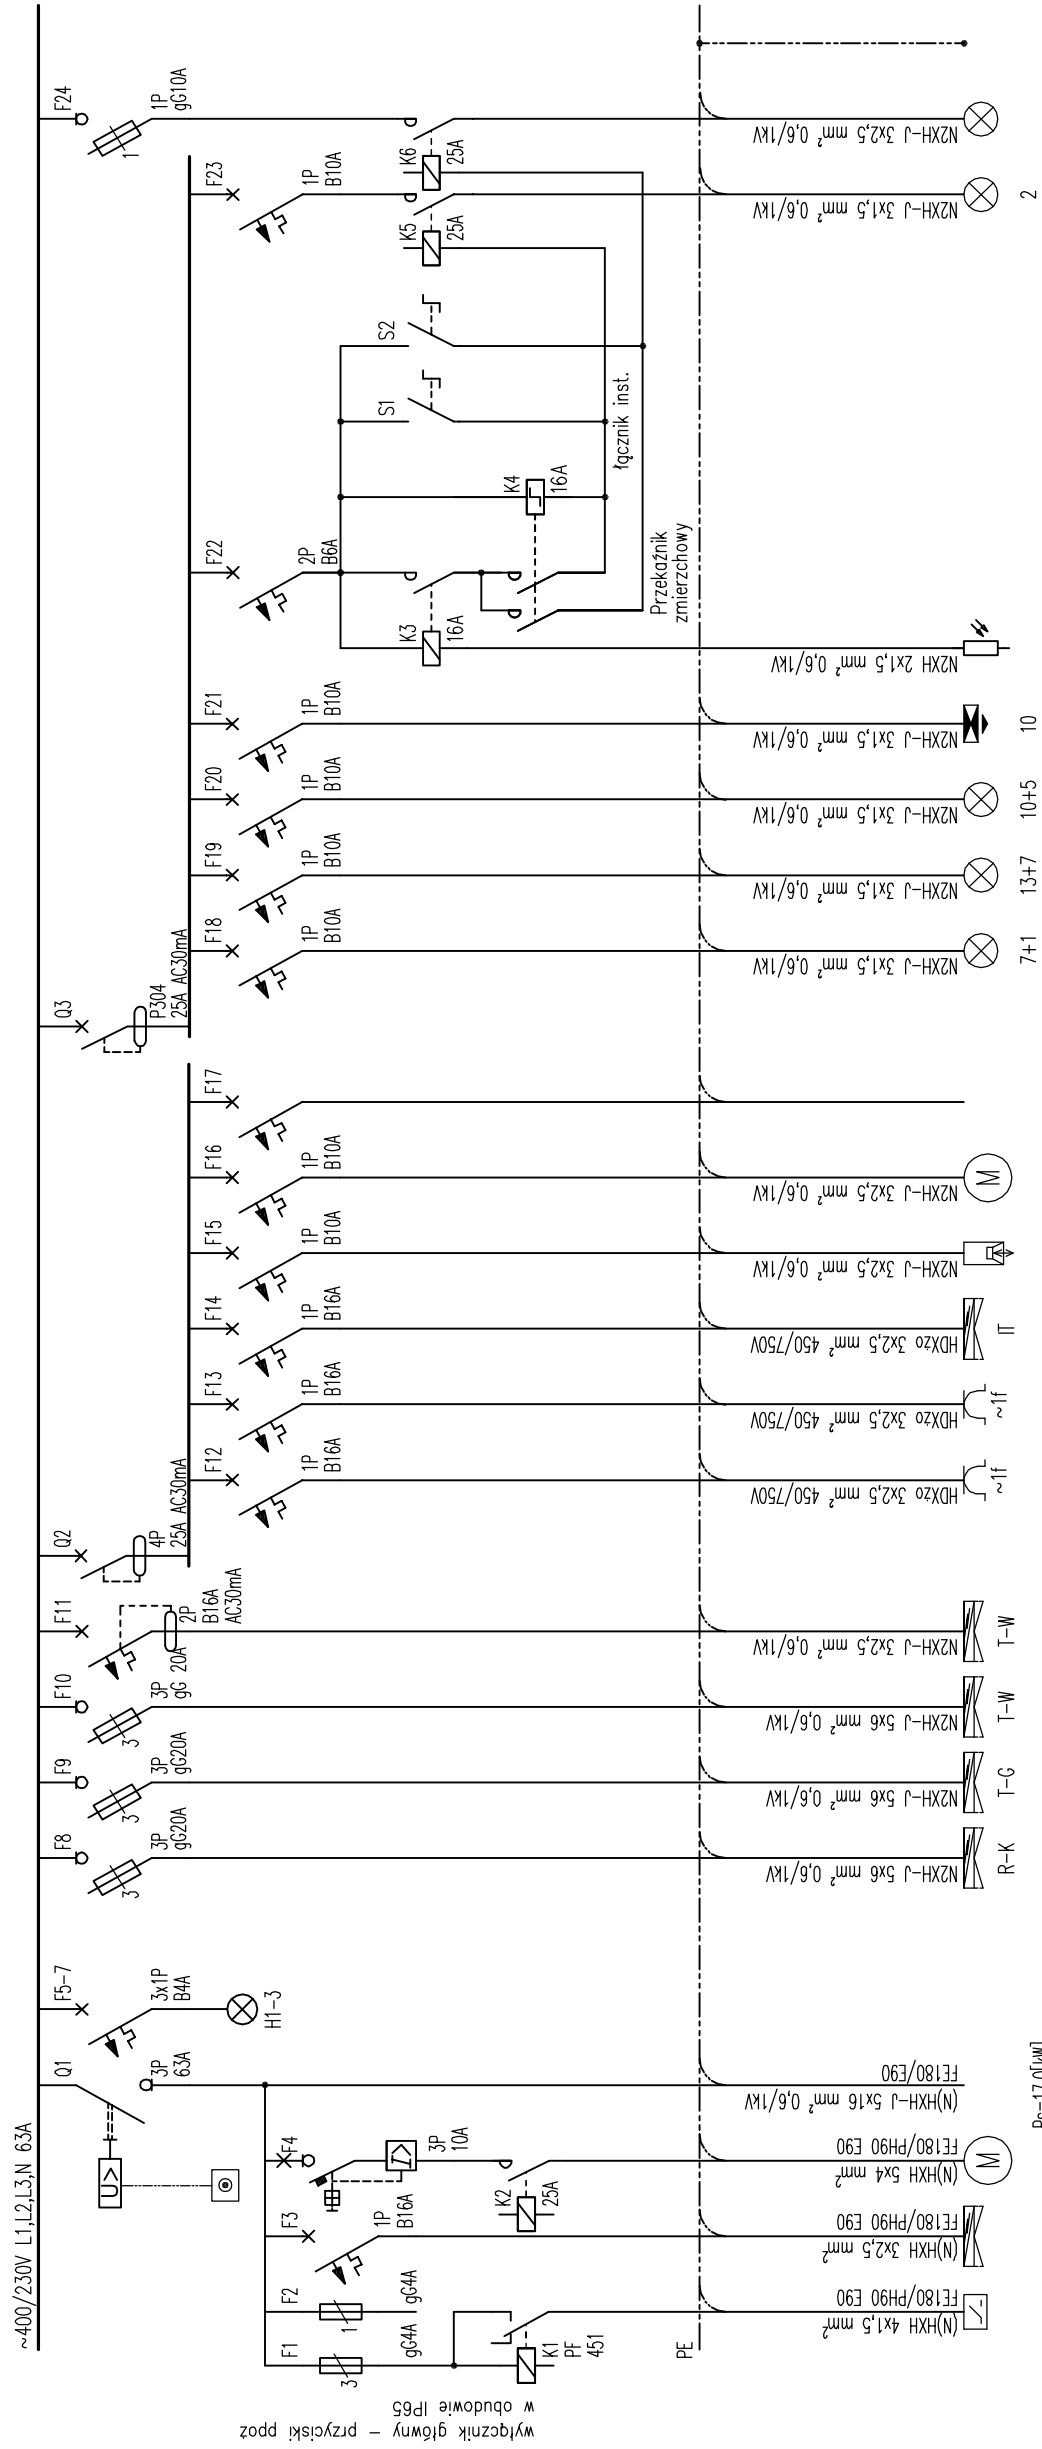 ~400/230V L1,L2,L3,N 63A
wyłącznik główny – przyciski ppoż
w obudowie IP65
F1
gG4A
3
K1
PF
451
F2
gG4A
1
(N)HXH 4x1,5 mm²
FE180/PH90 E90
F3
1P
B16A
(N)HXH 3x2,5 mm²
FE180/PH90 E90
F4
I>
3P
10A
K2
25A
(N)HXH 5x4 mm²
FE180/PH90 E90
M
PE
U>
Q1
3P
63A
(N)HXH-J 5x16 mm² 0,6/1kV
FE180/E90
F5-7
3x1P
B4A
H1-3
F8
3
3P
gG20A
N2XH-J 5x6 mm² 0,6/1kV
R-K
F9
3
3P
gG20A
N2XH-J 5x6 mm² 0,6/1kV
T-G
F10
3
3P
gG 20A
N2XH-J 5x6 mm² 0,6/1kV
T-W
F11
2P
B16A
AC30mA
N2XH-J 3x2,5 mm² 0,6/1kV
T-W
Q2
4P
25A AC30mA
F12
1P
B16A
HDXżo 3x2,5 mm² 450/750V
~1f
F13
1P
B16A
HDXżo 3x2,5 mm² 450/750V
~1f
F14
1P
B16A
HDXżo 3x2,5 mm² 450/750V
IT
F15
1P
B10A
N2XH-J 3x2,5 mm² 0,6/1kV
F16
1P
B10A
N2XH-J 3x2,5 mm² 0,6/1kV
M
F17
Q3
P304
25A AC30mA
F18
1P
B10A
N2XH-J 3x1,5 mm² 0,6/1kV
7+1
F19
1P
B10A
N2XH-J 3x1,5 mm² 0,6/1kV
13+7
F20
1P
B10A
N2XH-J 3x1,5 mm² 0,6/1kV
10+5
F21
1P
B10A
N2XH-J 3x1,5 mm² 0,6/1kV
10
F22
2P
B6A
K3
16A
N2XH 2x1,5 mm² 0,6/1kV
Przekaźnik
zmierzchowy
K4
16A
łącznik inst.
S1
S2
K5
25A
F23
1P
B10A
N2XH-J 3x1,5 mm² 0,6/1kV
2
K6
25A
F24
1
1P
gG10A
N2XH-J 3x2,5 mm² 0,6/1kV